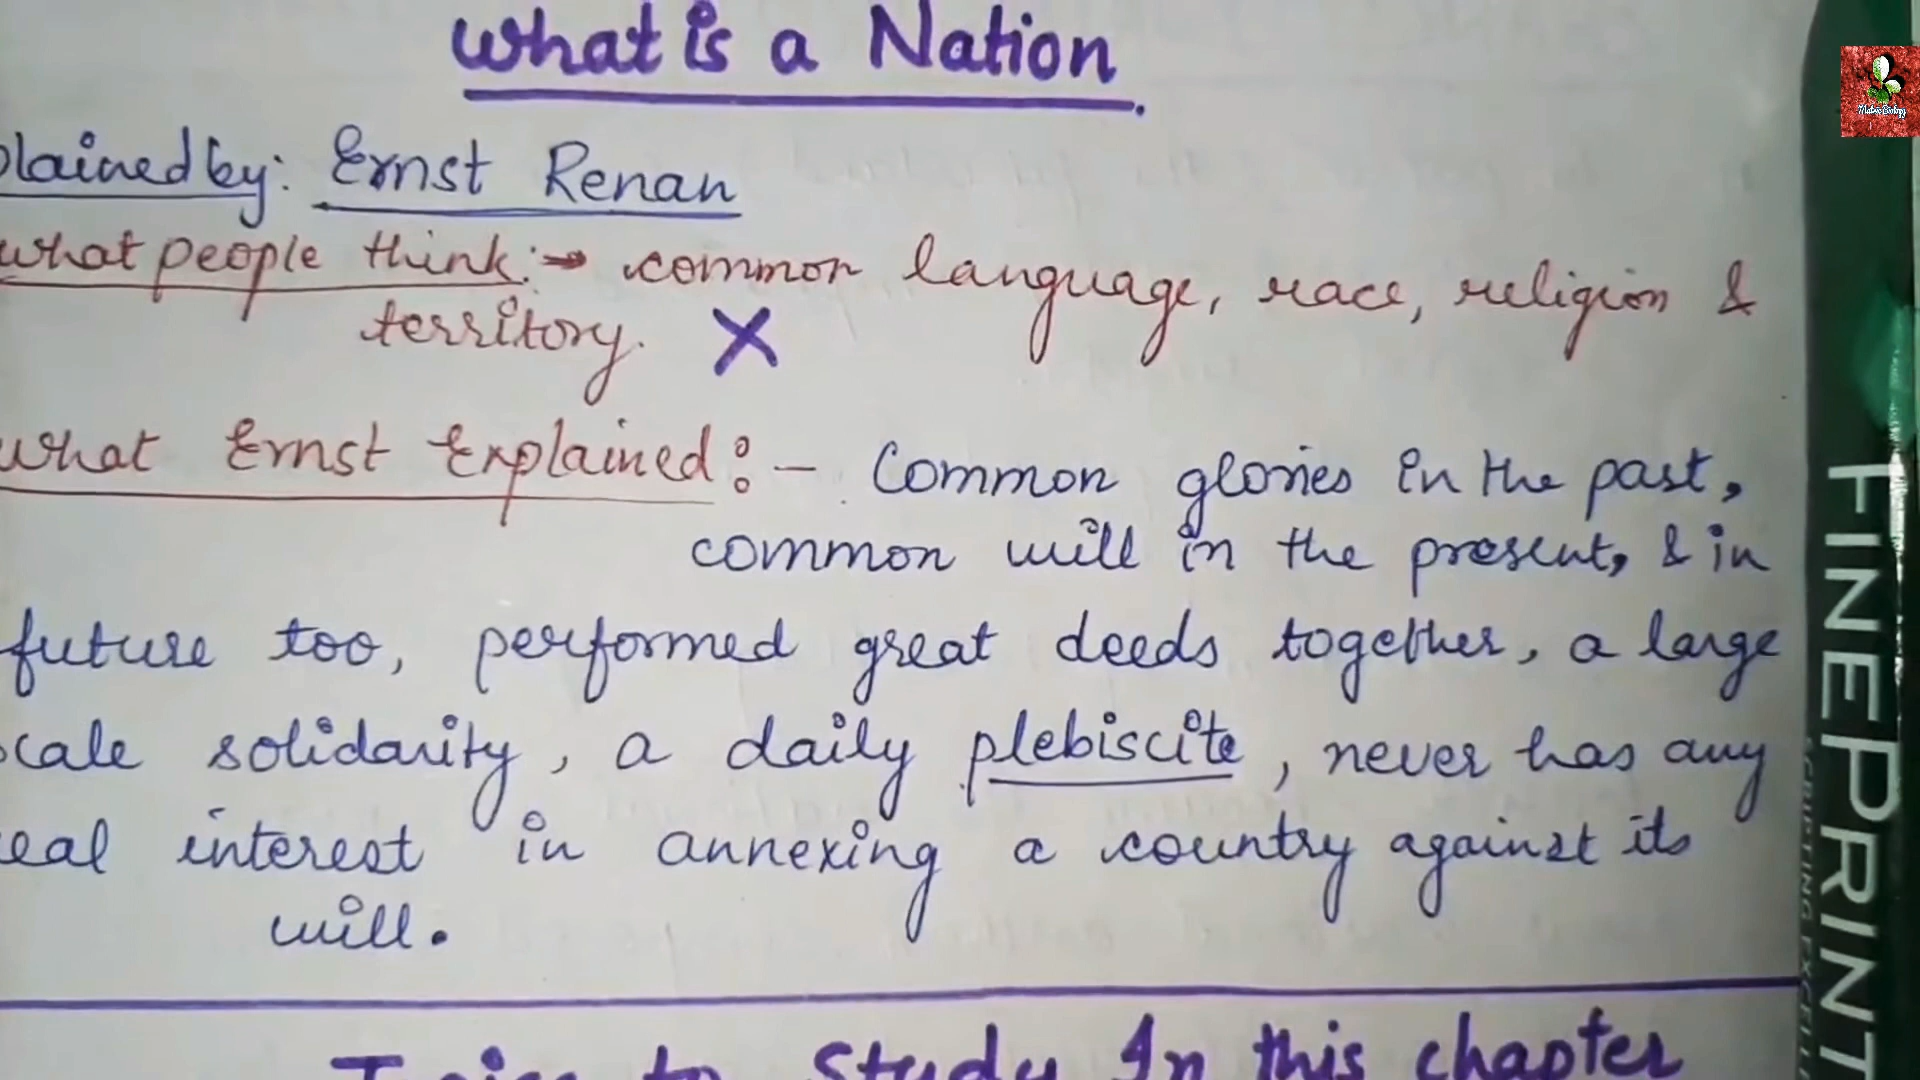 What is a Nation
plained by: Ernst Renan
what people think:→ common language, race, religion &
territory. X
what Ernst Explained:- Common glories in the past,
common will in the present, & in
future too, performed great deeds together, a large
scale solidarity, a daily plebiscite, never has any
real interest in annexing a country against its
will.
to Study In this chapter
FINEPRINT